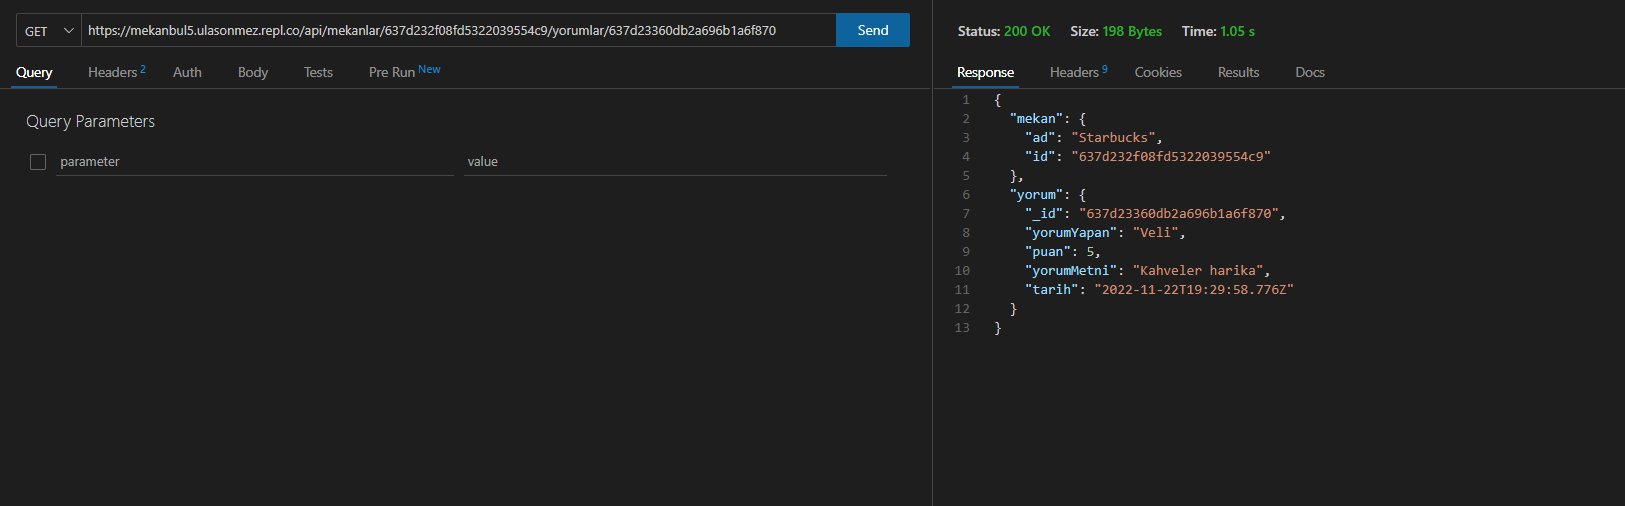 GET https://mekanbul5.ulasonmez.repl.co/api/mekanlar/637d232f08fd5322039554c9/yorumlar/637d23360db2a696b1a6f870 Send
Query Headers 2 Auth Body Tests Pre Run New
Query Parameters
parameter value
Status: 200 OK Size: 198 Bytes Time: 1.05 s
Response Headers 9 Cookies Results Docs
1 {
2 "mekan": {
3 "ad": "Starbucks",
4 "id": "637d232f08fd5322039554c9"
5 },
6 "yorum": {
7 "_id": "637d23360db2a696b1a6f870",
8 "yorumYapan": "Veli",
9 "puan": 5,
10 "yorumMetni": "Kahveler harika",
11 "tarih": "2022-11-22T19:29:58.776Z"
12 }
13 }